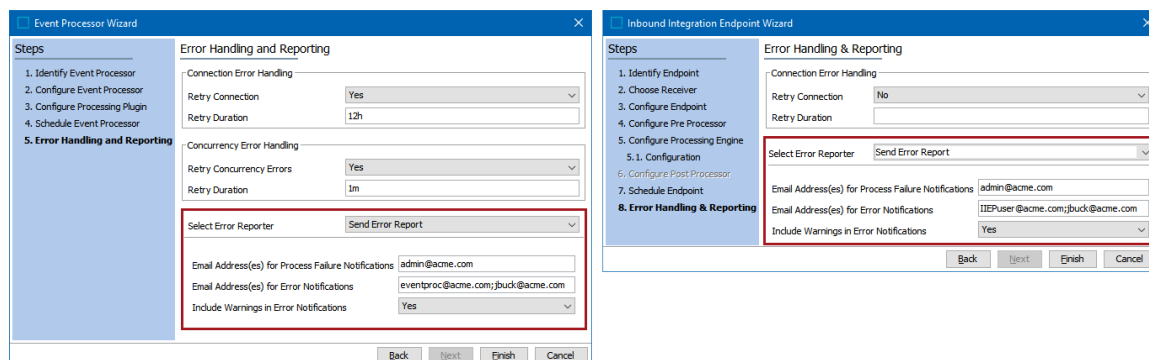 Event Processor Wizard
Steps
1. Identify Event Processor
2. Configure Event Processor
3. Configure Processing Plugin
4. Schedule Event Processor
5. Error Handling and Reporting
Error Handling and Reporting
Connection Error Handling
Retry Connection Yes
Retry Duration 12h
Concurrency Error Handling
Retry Concurrency Errors Yes
Retry Duration 1m
Select Error Reporter Send Error Report
Email Address(es) for Process Failure Notifications admin@acme.com
Email Address(es) for Error Notifications eventproc@acme.com;jbuck@acme.com
Include Warnings in Error Notifications Yes
Back Next Finish Cancel
Inbound Integration Endpoint Wizard
Steps
1. Identify Endpoint
2. Choose Receiver
3. Configure Endpoint
4. Configure Pre Processor
5. Configure Processing Engine
5.1. Configuration
6. Configure Post Processor
7. Schedule Endpoint
8. Error Handling & Reporting
Error Handling & Reporting
Connection Error Handling
Retry Connection No
Retry Duration
Select Error Reporter Send Error Report
Email Address(es) for Process Failure Notifications admin@acme.com
Email Address(es) for Error Notifications IIEPuser@acme.com;jbuck@acme.com
Include Warnings in Error Notifications Yes
Back Next Finish Cancel